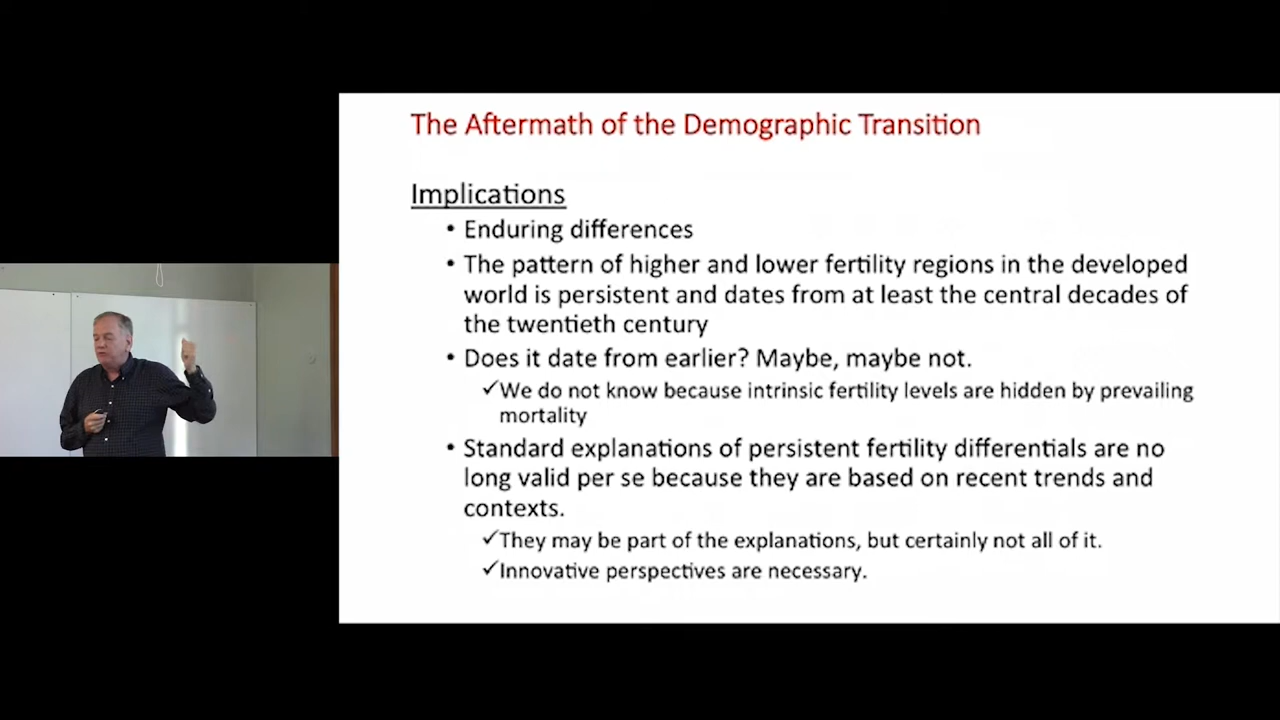 The Aftermath of the Demographic Transition
Implications
• Enduring differences
• The pattern of higher and lower fertility regions in the developed
world is persistent and dates from at least the central decades of
the twentieth century
• Does it date from earlier? Maybe, maybe not.
✓We do not know because intrinsic fertility levels are hidden by prevailing
mortality
• Standard explanations of persistent fertility differentials are no
long valid per se because they are based on recent trends and
contexts.
✓They may be part of the explanations, but certainly not all of it.
✓Innovative perspectives are necessary.